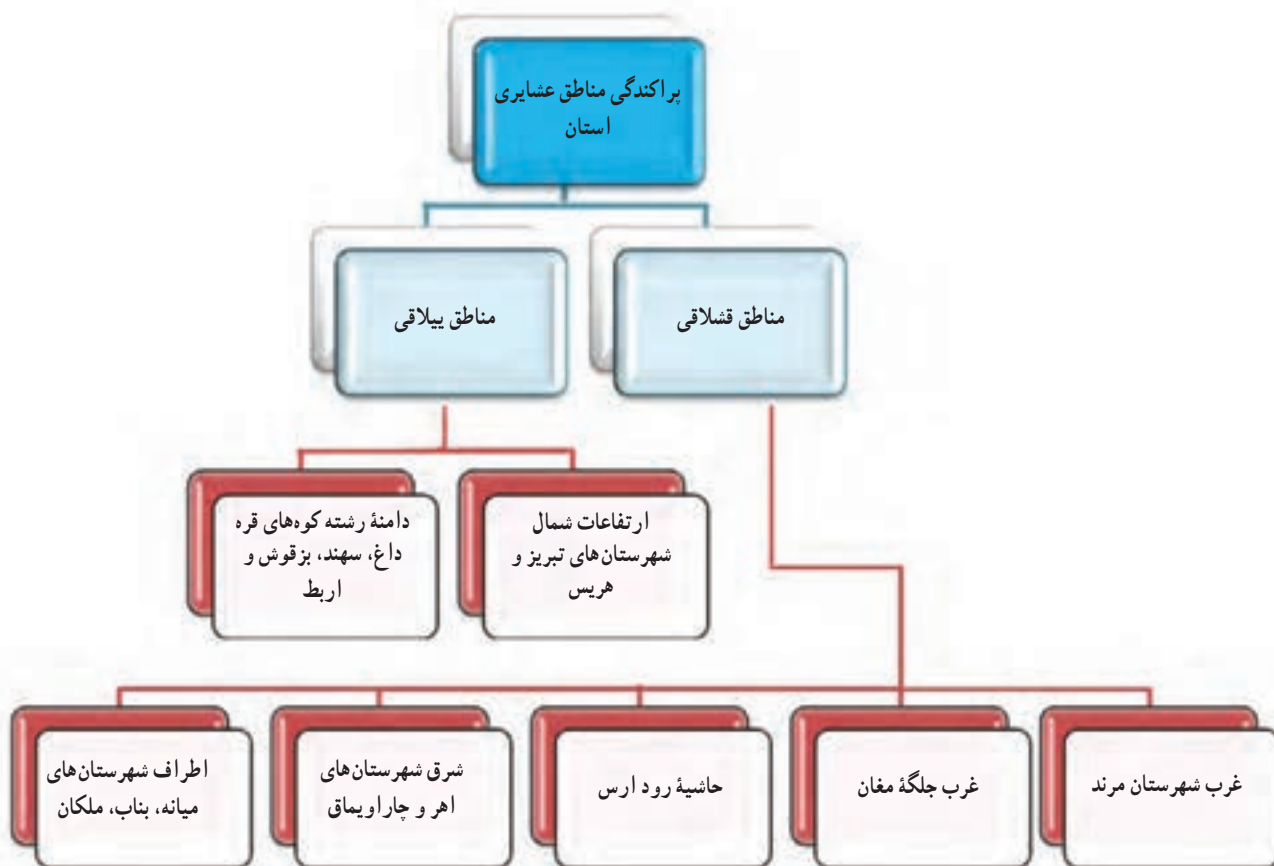 پراکندگی مناطق عشایری
استان
مناطق قشلاقی
مناطق ییلاقی
ارتفاعات شمال
شهرستان‌های تبریز و
هریس
دامنهٔ رشته کوه‌های قره
داغ، سهند، بزقوش و
اربط
غرب شهرستان مرند
غرب جلگهٔ مغان
حاشیهٔ رود ارس
شرق شهرستان‌های
اهر و چاراویماق
اطراف شهرستان‌های
میانه، بناب، ملکان